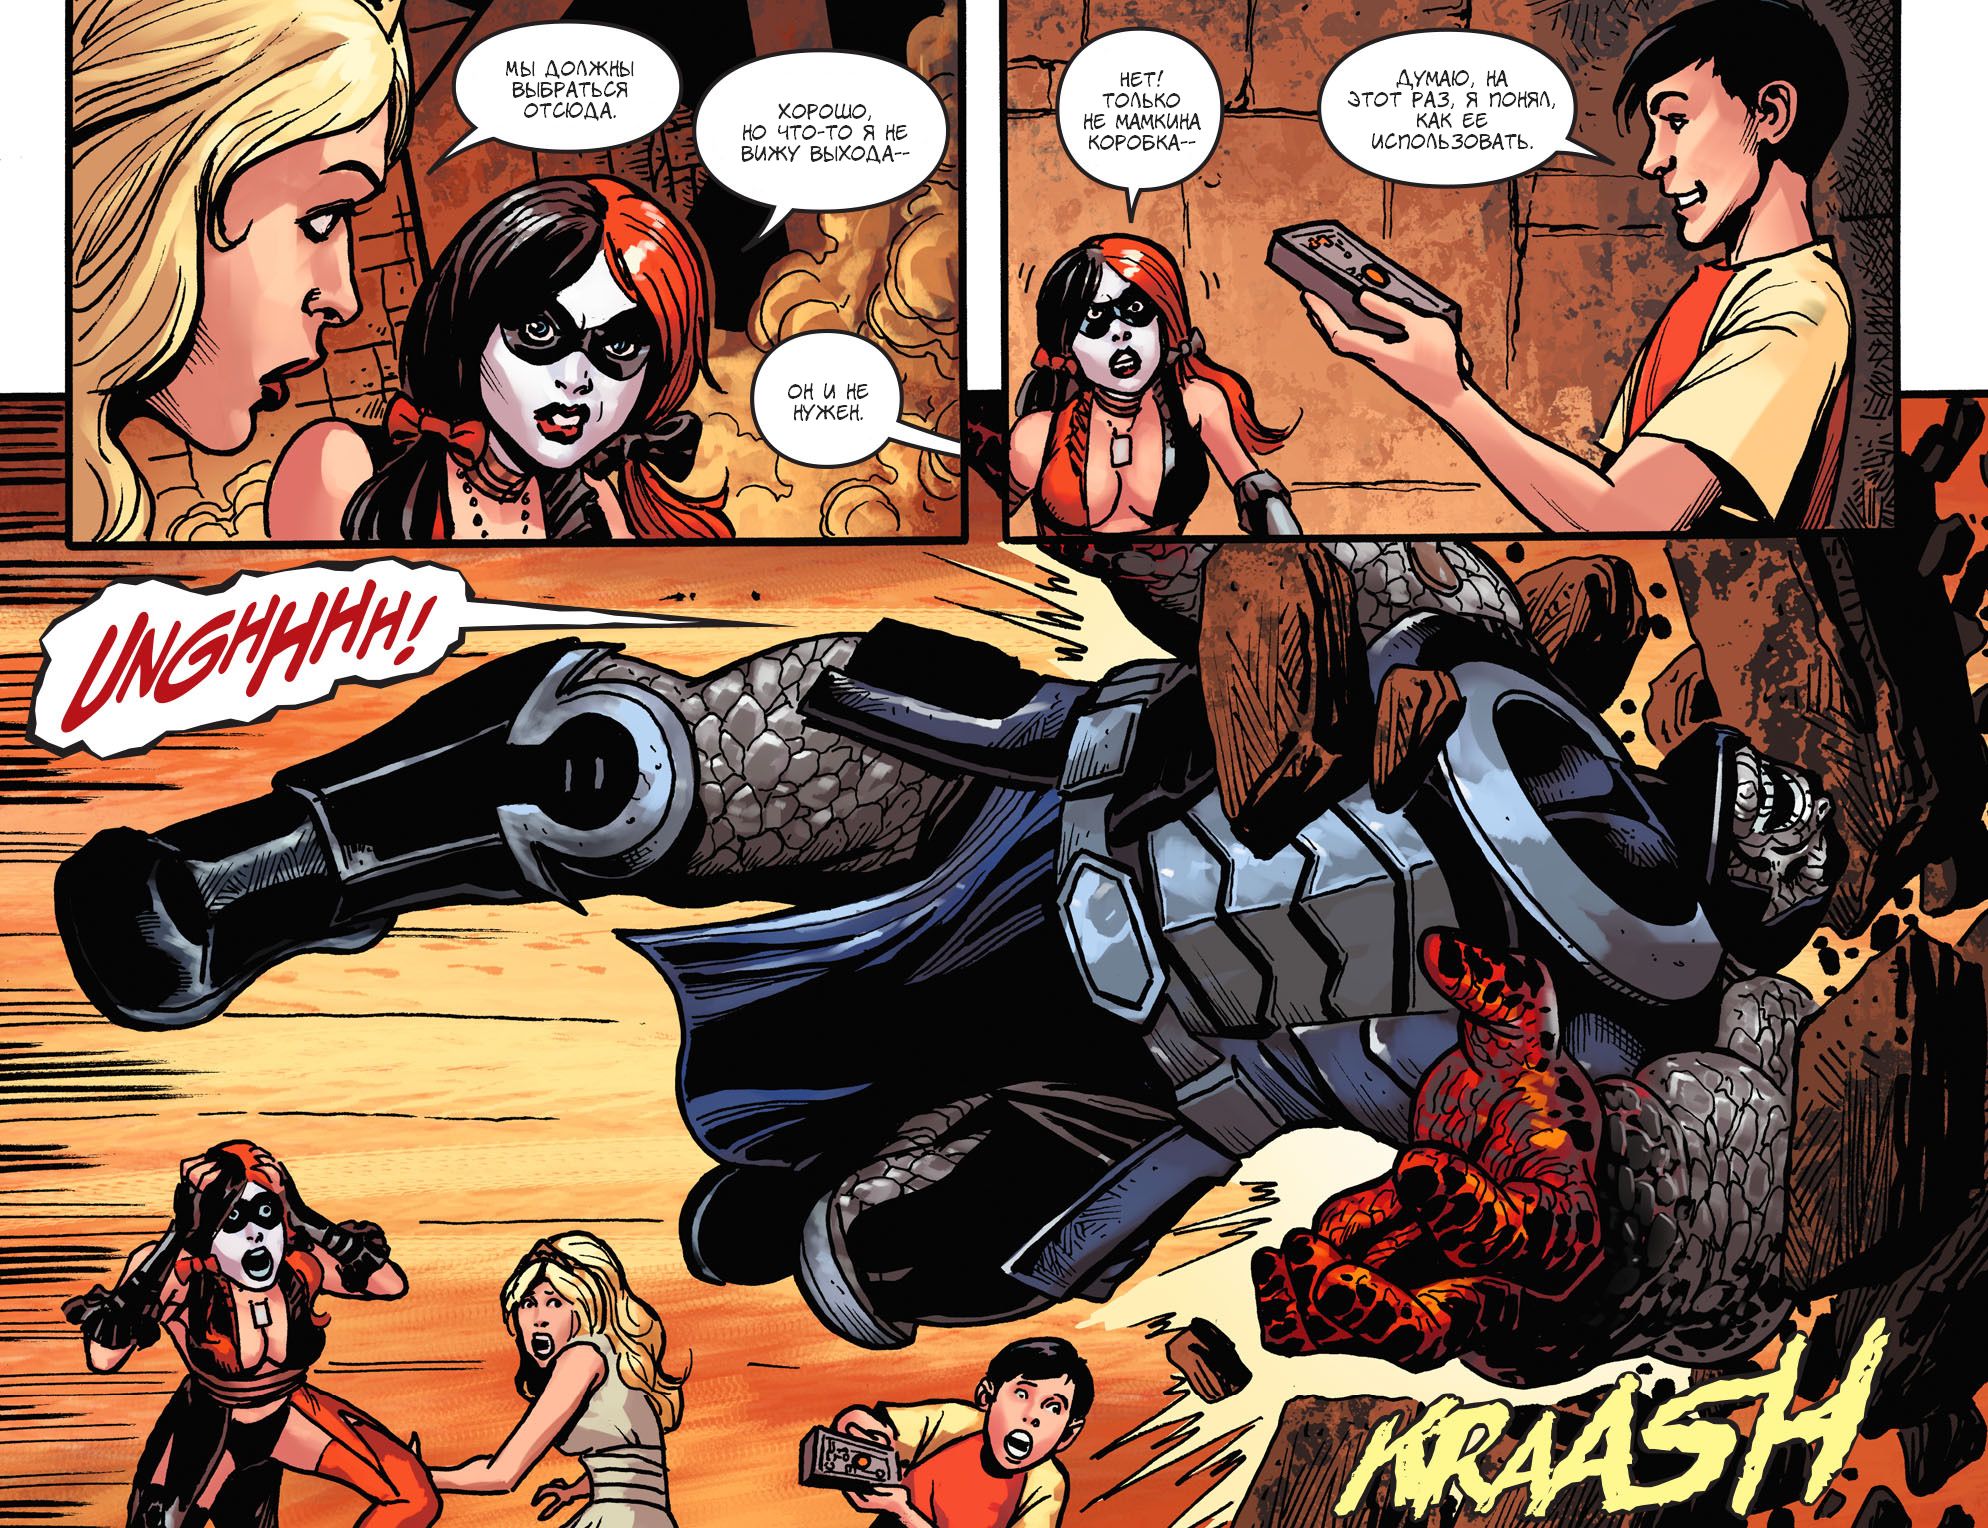 МЫ ДОЛЖНЫ
ВЫБРАТЬСЯ
ОТСЮДА.
ХОРОШО,
НО ЧТО-ТО Я НЕ
ВИЖУ ВЫХОДА--
ОН И НЕ
НУЖЕН.
НЕТ!
ТОЛЬКО
НЕ МАМКИНА
КОРОБКА--
ДУМАЮ, НА
ЭТОТ РАЗ, Я ПОНЯЛ,
КАК ЕЕ
ИСПОЛЬЗОВАТЬ.
UNGHHHHH!
KRAASH